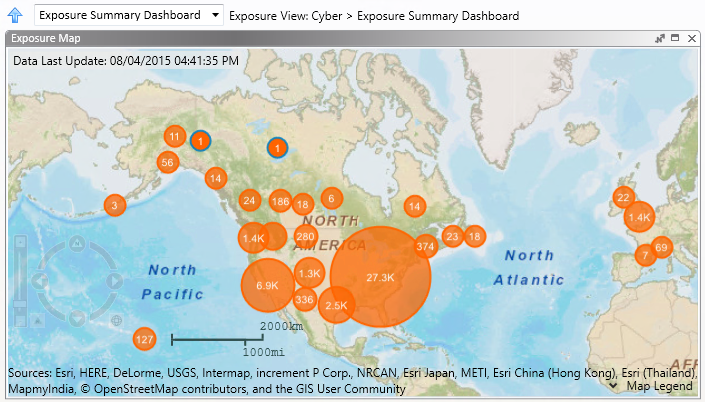 Exposure Summary Dashboard
Exposure View: Cyber > Exposure Summary Dashboard
Exposure Map
Data Last Update: 08/04/2015 04:41:35 PM
11
1
1
56
14
3
24
186
18
6
14
22
1.4K
NORTH
AMERICA
1.4K
280
374
23
18
7
69
North
Pacific
North
Atlantic
6.9K
1.3K
27.3K
336
2.5K
127
2000km
1000mi
AFR
Sources: Esri, HERE, DeLorme, USGS, Intermap, increment P Corp., NRCAN, Esri Japan, METI, Esri China (Hong Kong), Esri (Thailand),
MapmyIndia, © OpenStreetMap contributors, and the GIS User Community
Map Legend